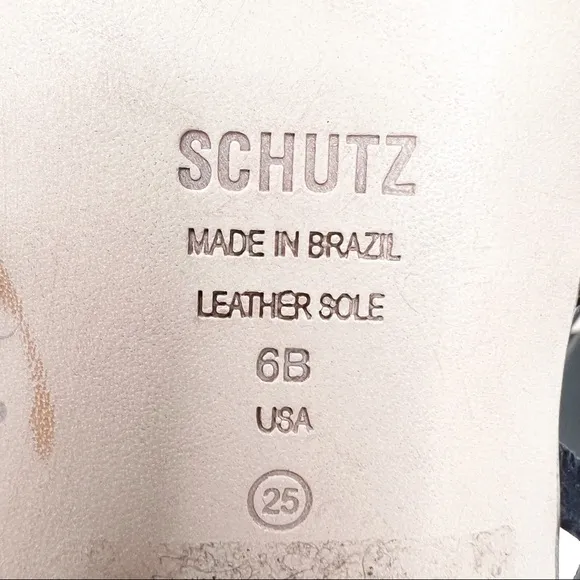 SCHUTZ
MADE IN BRAZIL
LEATHER SOLE
6B
USA
25